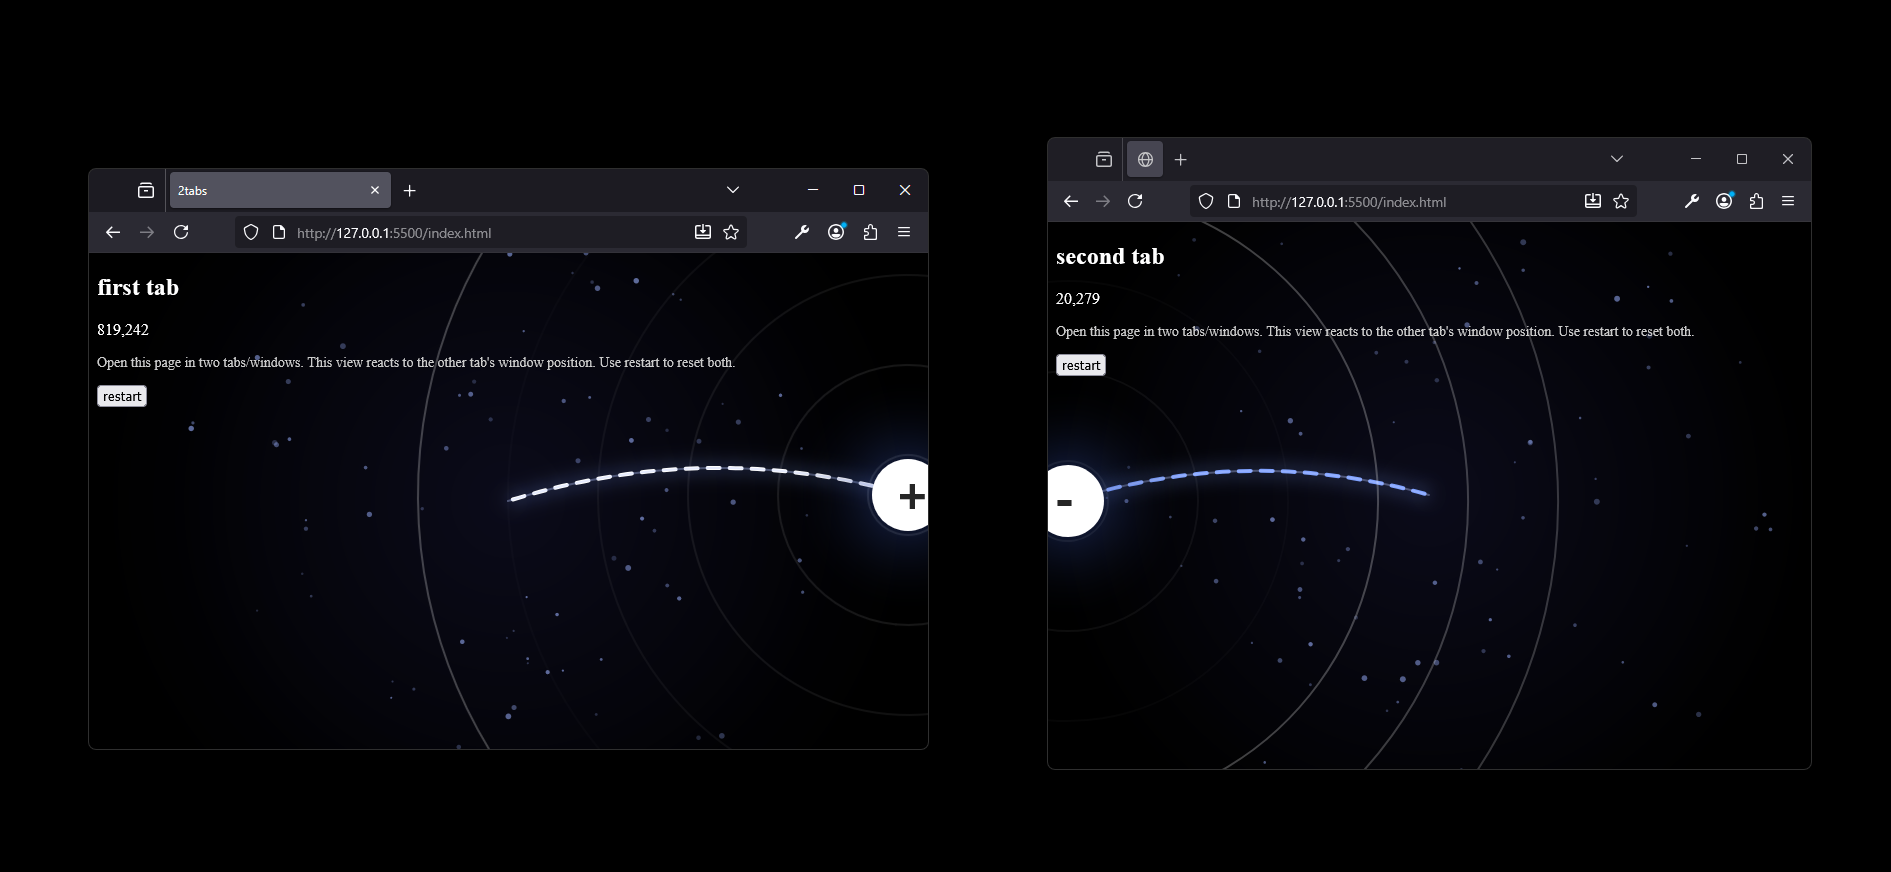 2tabs
http://127.0.0.1:5500/index.html
first tab
819,242
Open this page in two tabs/windows. This view reacts to the other tab's window position. Use restart to reset both.
restart
+
http://127.0.0.1:5500/index.html
second tab
20,279
Open this page in two tabs/windows. This view reacts to the other tab's window position. Use restart to reset both.
restart
-